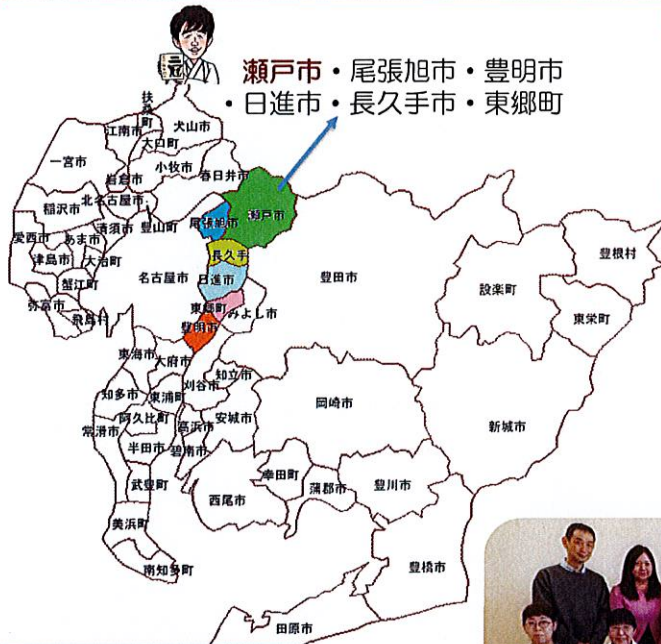 瀬戸市・尾張旭市・豊明市
・日進市・長久手市・東郷町
扶桑町
江南市
犬山市
大口町
一宮市
小牧市
岩倉市
春日井市
稲沢市
北名古屋市
瀬戸市
尾張旭市
愛西市
あま市
清須市
豊山町
長久手
豊根村
津島市
大治町
名古屋市
日進市
豊田市
設楽町
蟹江町
東郷町
みよし市
東栄町
弥富市
飛島村
豊明市
東海市
大府市
知立市
刈谷市
知多市
東浦町
岡崎市
阿久比町
高浜市
安城市
新城市
常滑市
半田市
碧南市
武豊町
幸田町
西尾市
蒲郡市
豊川市
美浜町
南知多町
豊橋市
田原市